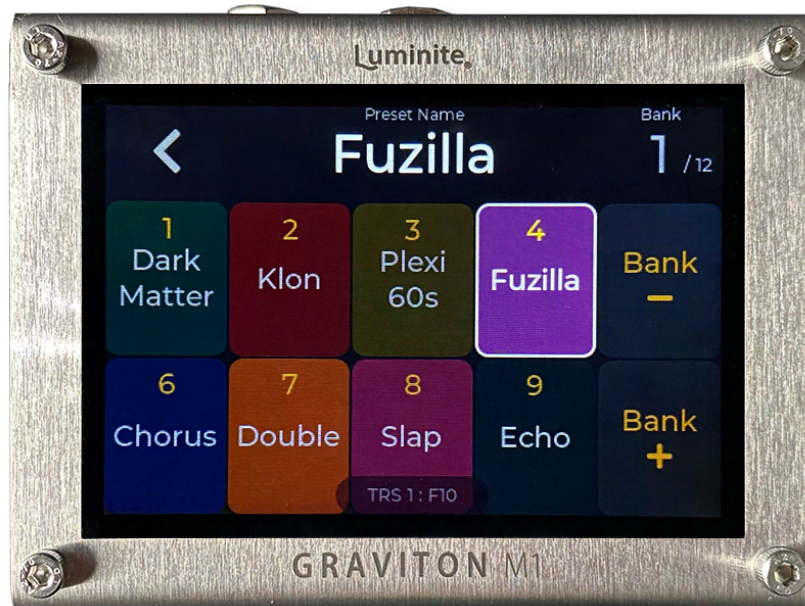 Luminite
Preset Name
Fuzilla
Bank
1 / 12
1
Dark
Matter
2
Klon
3
Plexi
60s
4
Fuzilla
Bank
−
6
Chorus
7
Double
8
Slap
9
Echo
Bank
+
TRS 1 : F10
GRAVITON M1